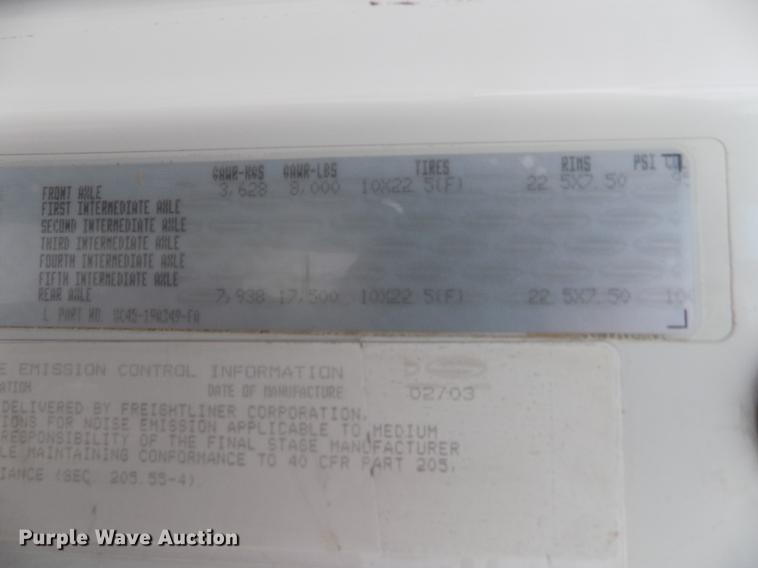 GAWR-KGS GAWR-LBS TIRES RIMS PSI
FRONT AXLE 3,628 8,000 10X22 5(F) 22 5X7.50
FIRST INTERMEDIATE AXLE
SECOND INTERMEDIATE AXLE
THIRD INTERMEDIATE AXLE
FOURTH INTERMEDIATE AXLE
FIFTH INTERMEDIATE AXLE
REAR AXLE 7,938 17,500 10X22 5(F) 22 5X7.50
L PART NO.
E EMISSION CONTROL INFORMATION
ATION DATE OF MANUFACTURE 02/03
DELIVERED BY FREIGHTLINER CORPORATION.
IONS FOR NOISE EMISSION APPLICABLE TO MEDIUM
RESPONSIBILITY OF THE FINAL STAGE MANUFACTURER
LE MAINTAINING CONFORMANCE TO 40 CFR PART 205,
IANCE (SEC. 205.55-4)
Purple Wave Auction